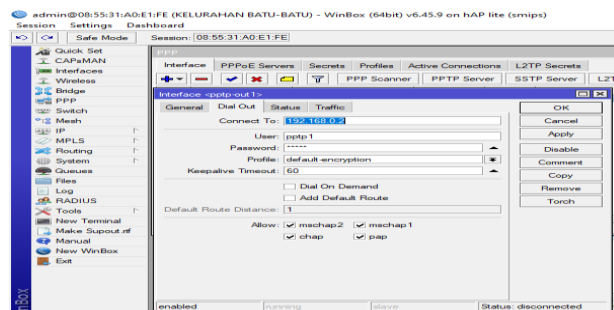 admin@08:55:31:A0:E1:FE (KELURAHAN BATU-BATU) - WinBox (64bit) v6.45.9 on hAP lite (smips)
Session Settings Dashboard
Safe Mode Session: 08:55:31:A0:E1:FE
Quick Set
CAPsMAN
Interfaces
Wireless
Bridge
PPP
Switch
Mesh
IP
MPLS
Routing
System
Queues
Files
Log
RADIUS
Tools
New Terminal
Make Supout.rif
Manual
New WinBox
Exit
PPP
Interface PPPoE Servers Secrets Profiles Active Connections L2TP Secrets
PPP Scanner PPTP Server SSTP Server L2T
Interface <pptp-out1>
General Dial Out Status Traffic
Connect To: 192.168.0.2
User: pptp1
Password: *****
Profile: default-encryption
Keepalive Timeout: 60
Dial On Demand
Add Default Route
Default Route Distance: 1
Allow: mschap2 mschap1
chap pap
OK
Cancel
Apply
Disable
Comment
Copy
Remove
Torch
enabled running slave Status: disconnected